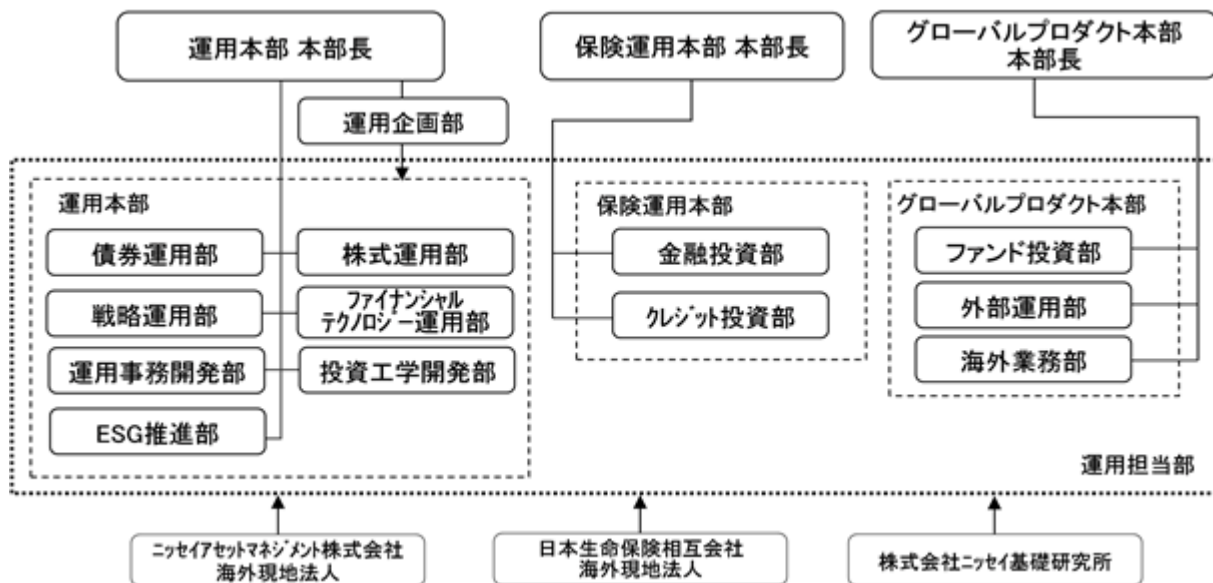 運用本部 本部長
保険運用本部 本部長
グローバルプロダクト本部
本部長
運用企画部
運用本部
債券運用部
株式運用部
戦略運用部
ファイナンシャル
テクノロジー運用部
運用事務開発部
投資工学開発部
ESG推進部
保険運用本部
金融投資部
クレジット投資部
グローバルプロダクト本部
ファンド投資部
外部運用部
海外業務部
運用担当部
ニッセイアセットマネジメント株式会社
海外現地法人
日本生命保険相互会社
海外現地法人
株式会社ニッセイ基礎研究所